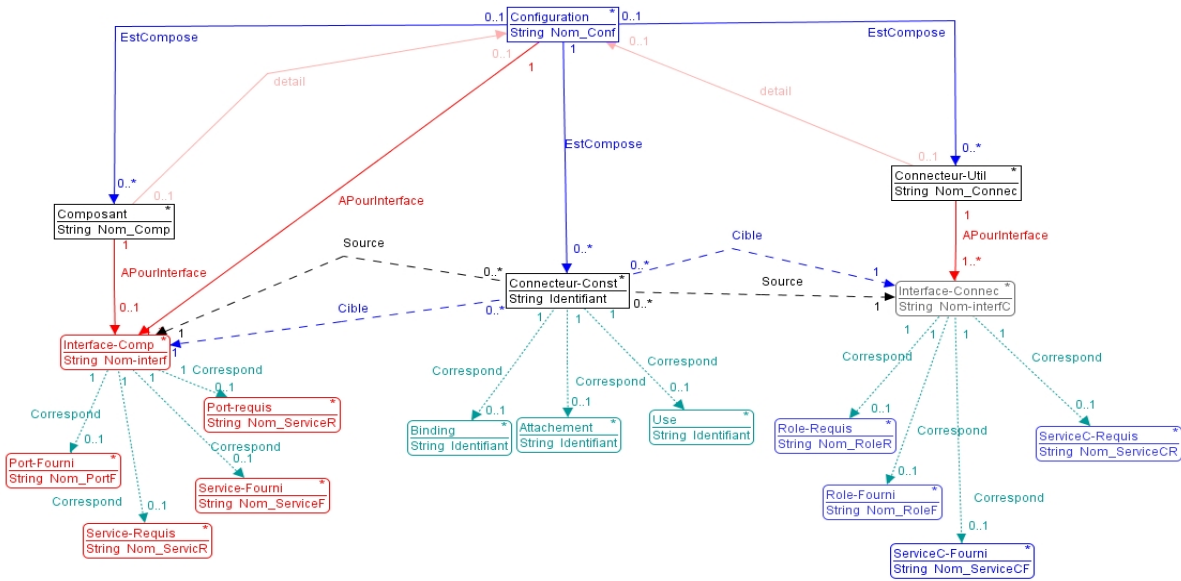 0..1
Configuration *
0..1
String Nom_Conf
EstCompose
0..1
1
1
0..1
EstCompose
detail
detail
EstCompose
0..1
0..*
0..*
0..1
Connecteur-Util *
String Nom_Connec
Composant *
String Nom_Comp
1
APourInterface
1
APourInterface
Source
Cible
APourInterface
0..*
0..*
1..*
0..*
1
0..1
Connecteur-Const *
String Identifiant
Source
Interface-Connec *
String Nom-interfC
0..*
0..*
1
Cible
1
1
Interface-Comp *
String Nom-interf
1
1
1
1
1
1
1
1
1
1
1
Correspond
0..1
Correspond
Correspond
Correspond
Correspond
Correspond
0..1
0..1
0..1
0..1
0..1
Port-requis *
String Nom_ServiceR
Correspond
0..1
Binding *
String Identifiant
Attachement *
String Identifiant
Use *
String Identifiant
Role-Requis *
String Nom_RoleR
Correspond
ServiceC-Requis *
String Nom_ServiceCR
Correspond
0..1
Port-Fourni *
String Nom_PortF
0..1
Service-Fourni *
String Nom_ServiceF
Role-Fourni *
String Nom_RoleF
Correspond
Correspond
0..1
Service-Requis *
String Nom_ServicR
0..1
ServiceC-Fourni *
String Nom_ServiceCF